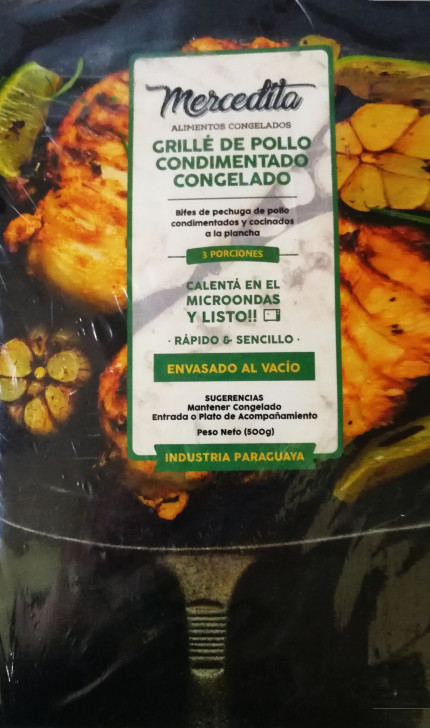 Mercedita
ALIMENTOS CONGELADOS
GRILLÉ DE POLLO
CONDIMENTADO
CONGELADO
Bifes de pechuga de pollo
condimentados y cocinados
a la plancha
3 PORCIONES
CALENTÁ EN EL
MICROONDAS
Y LISTO!!
· RÁPIDO & SENCILLO ·
ENVASADO AL VACÍO
SUGERENCIAS
Mantener Congelado
Entrada o Plato de Acompañamiento
Peso Neto (500g)
INDUSTRIA PARAGUAYA